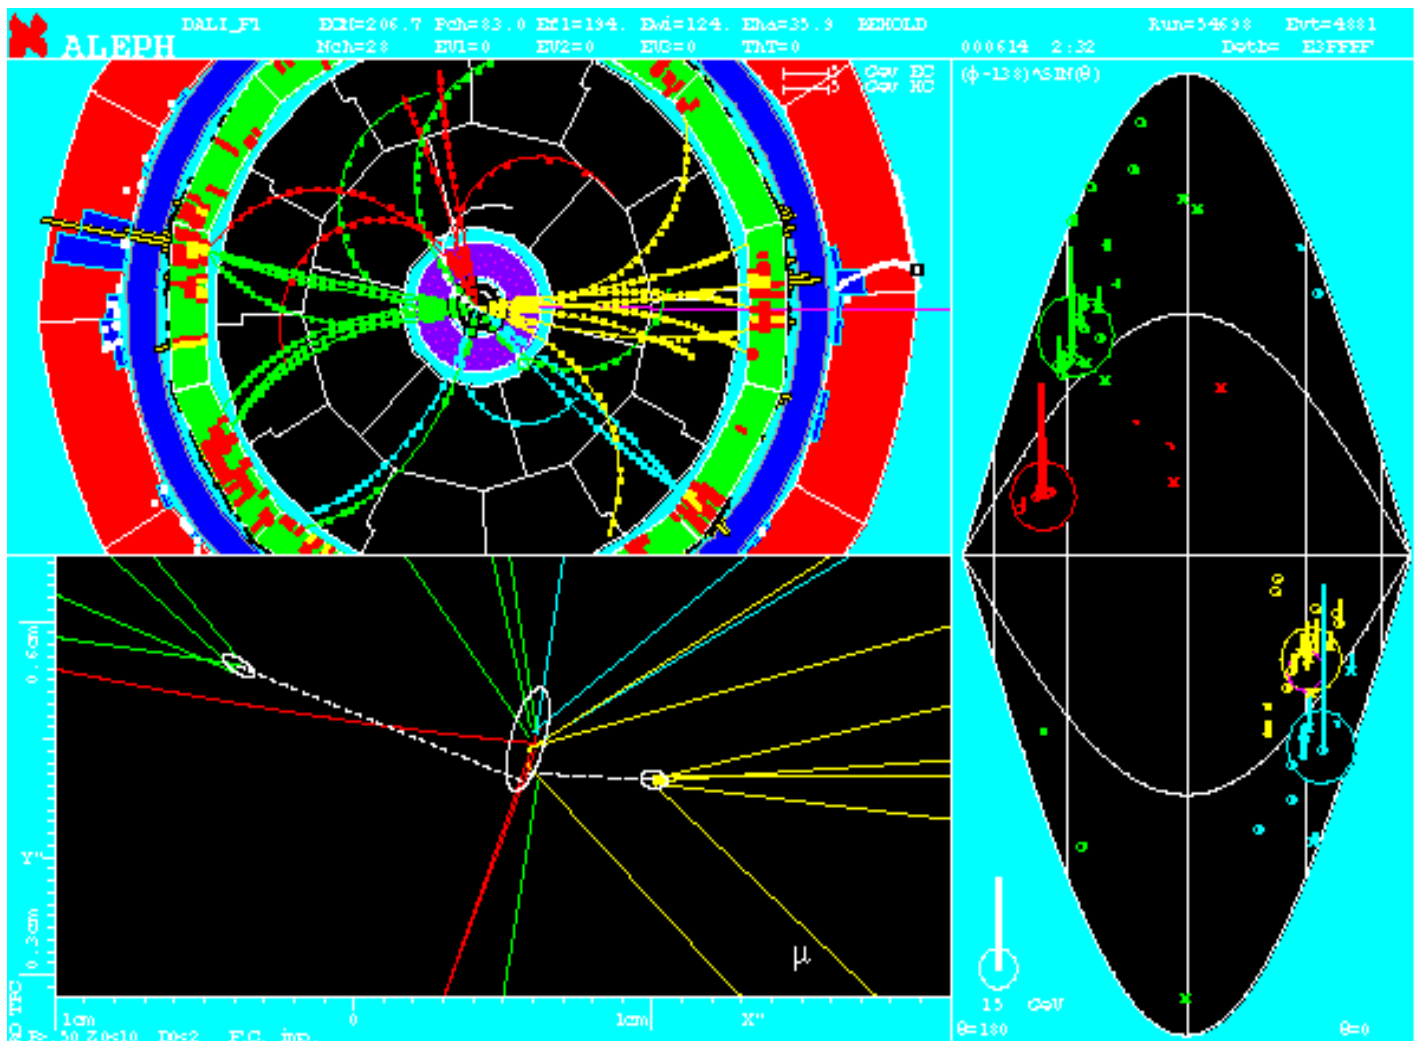 DALI_F1 ECM=206.7 Pch=83.0 Efl=194. Ewi=124. Eha=35.9 BEHOLD Run=54698 Evt=4881
ALEPH Nch=28 EV1=0 EV2=0 EV3=0 ThT=0 000614 2:32 Detb= E3FFFF
5 Gev EC
5 Gev HC
(φ-138)*SIN(θ)
0.6cm
Y"
0.3cm
μ
15 GeV
θ=180 θ=0
1cm 0 1cm X"